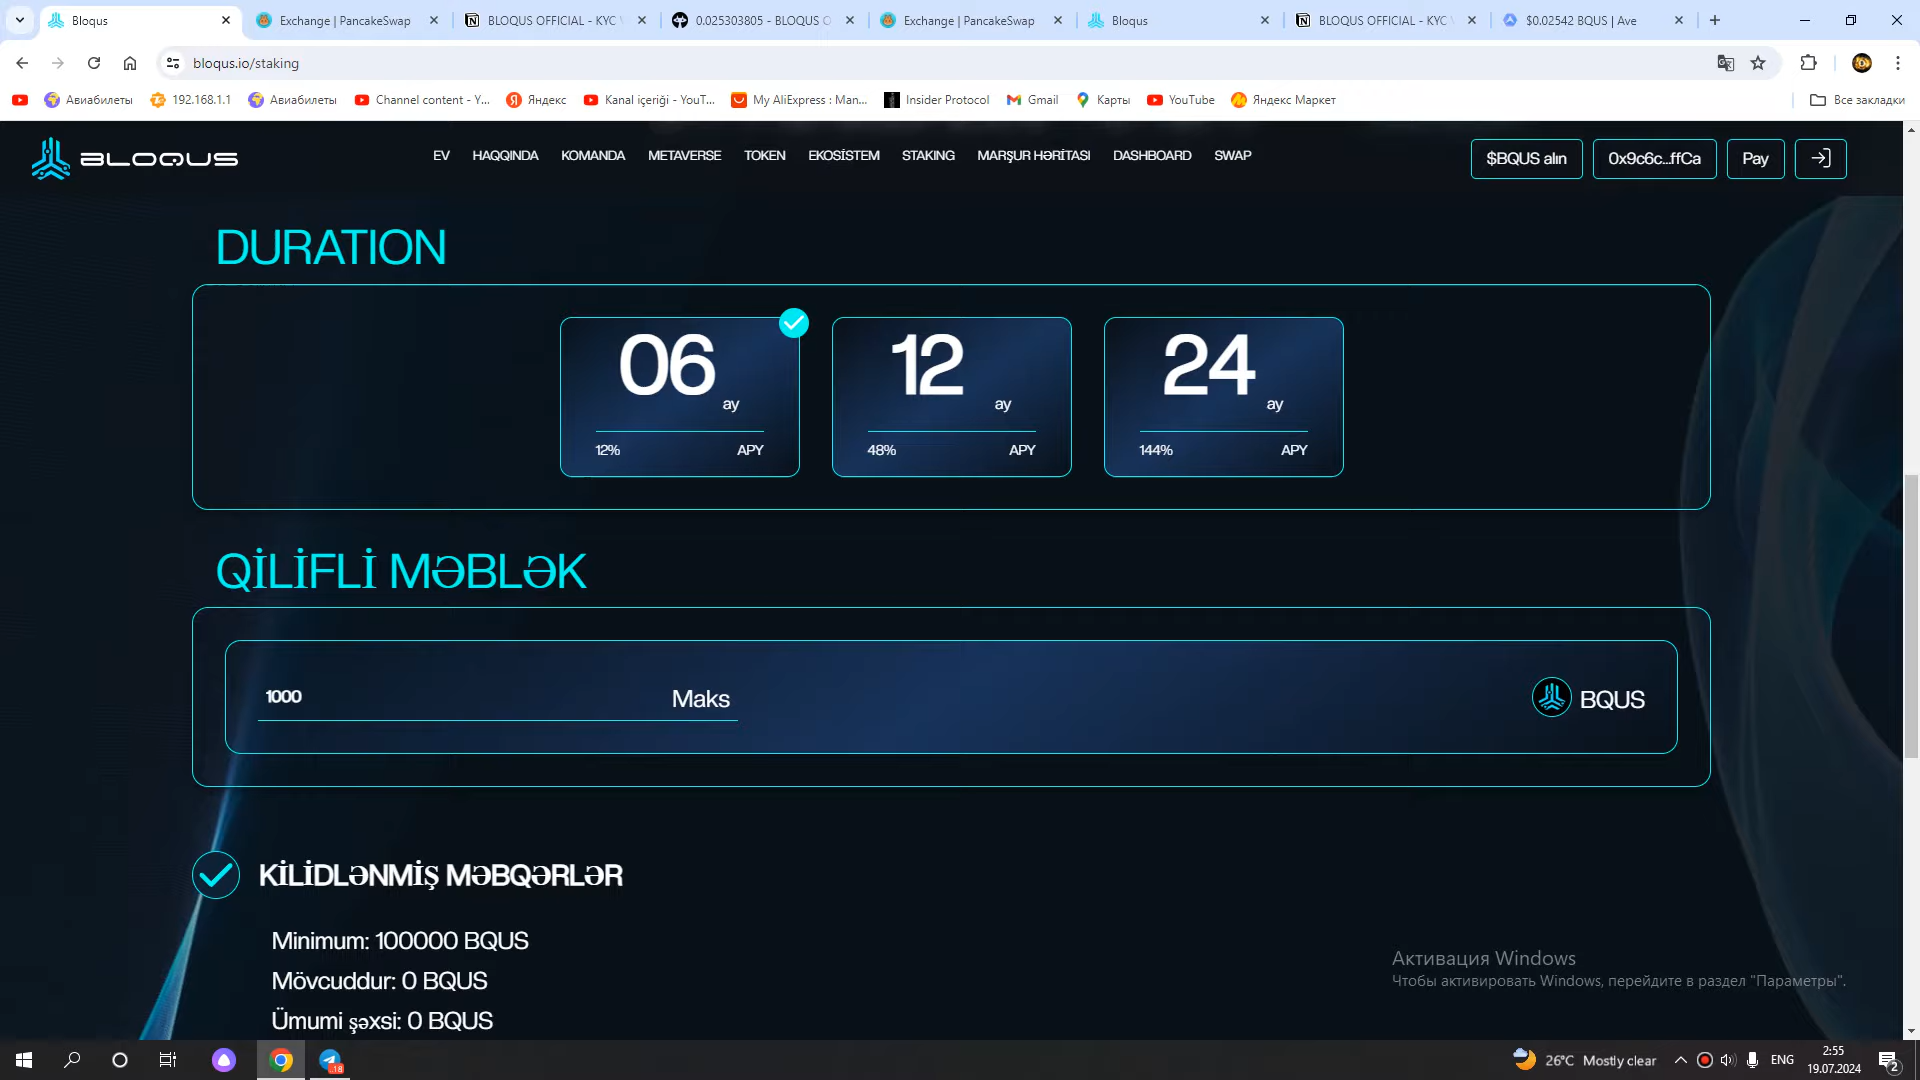 Bloqus
Exchange | PancakeSwap
BLOQUS OFFICIAL - KYC
0.025303805 - BLOQUS
Exchange | PancakeSwap
Bloqus
BLOQUS OFFICIAL - KYC
$0.02542 BQUS | Ave
bloqus.io/staking
Авиабилеты
192.168.1.1
Авиабилеты
Channel content - Y...
Яндекс
Kanal içeriği - YouT...
My AliExpress : Man...
Insider Protocol
Gmail
Карты
YouTube
Яндекс Маркет
Все закладки
BLOQUS
EV
HAQQINDA
KOMANDA
METAVERSE
TOKEN
EKOSİSTEM
STAKING
MARŞUR HƏRİTASI
DASHBOARD
SWAP
$BQUS alın
0x9c6c...ffCa
Pay
DURATION
06 ay
12% APY
12 ay
48% APY
24 ay
144% APY
QİLİFLİ MƏBLƏK
1000
Maks
BQUS
KİLİDLƏNMİŞ MƏBQƏRLƏR
Minimum: 100000 BQUS
Mövcuddur: 0 BQUS
Ümumi şəxsi: 0 BQUS
Активация Windows
Чтобы активировать Windows, перейдите в раздел "Параметры".
18
26°C Mostly clear
ENG
2:55
19.07.2024
2